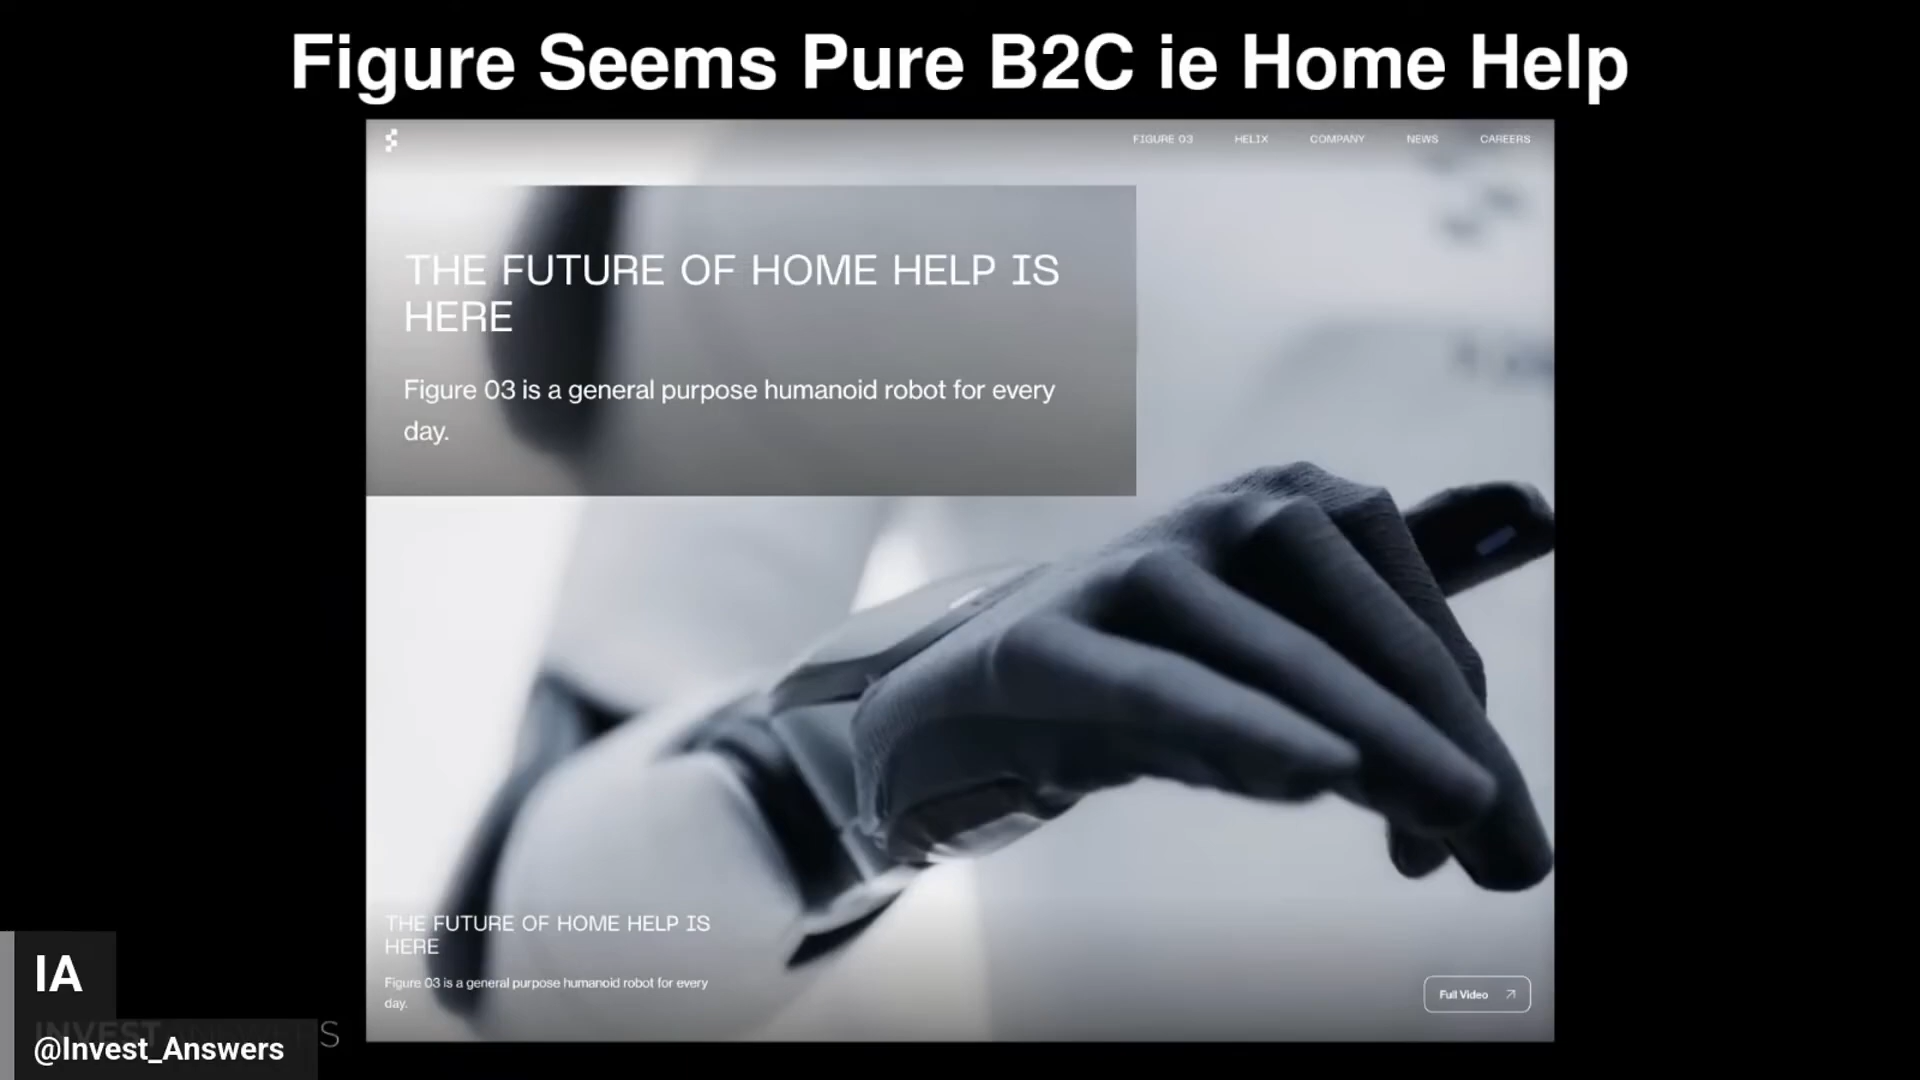 Figure Seems Pure B2C ie Home Help
FIGURE 03 HELIX COMPANY NEWS CAREERS
THE FUTURE OF HOME HELP IS
HERE
Figure 03 is a general purpose humanoid robot for every
day.
THE FUTURE OF HOME HELP IS
HERE
Figure 03 is a general purpose humanoid robot for every
day.
Full Video
IA
INVEST ANSWERS
@Invest_Answers